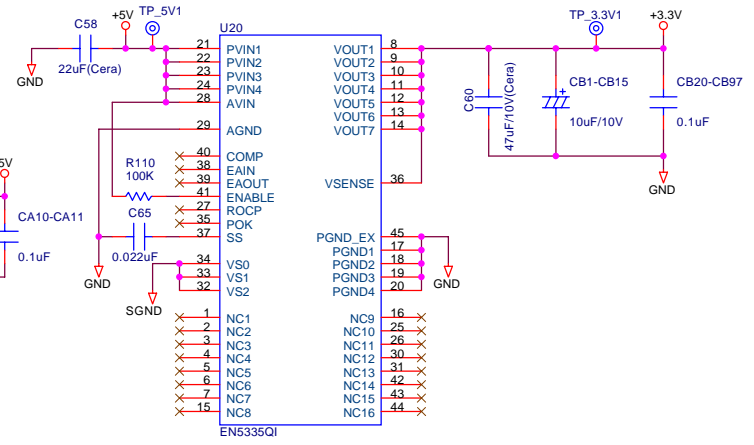 C58
+5V
TP_5V1
22uF(Cera)
GND
U20
21 PVIN1
22 PVIN2
23 PVIN3
24 PVIN4
28 AVIN
29 AGND
40 COMP
38 EAIN
39 EAOUT
41 ENABLE
27 ROCP
35 POK
37 SS
34 VS0
33 VS1
32 VS2
1 NC1
2 NC2
3 NC3
4 NC4
5 NC5
6 NC6
7 NC7
15 NC8
VOUT1 8
VOUT2 9
VOUT3 10
VOUT4 11
VOUT5 12
VOUT6 13
VOUT7 14
VSENSE 36
PGND_EX 45
PGND1 17
PGND2 18
PGND3 19
PGND4 20
NC9 16
NC10 25
NC11 26
NC12 30
NC13 31
NC14 42
NC15 43
NC16 44
EN5335QI
R110
100K
C65
0.022uF
GND
SGND
5V
CA10-CA11
0.1uF
GND
TP_3.3V1
+3.3V
C60
47uF/10V(Cera)
+
CB1-CB15
10uF/10V
CB20-CB97
0.1uF
GND